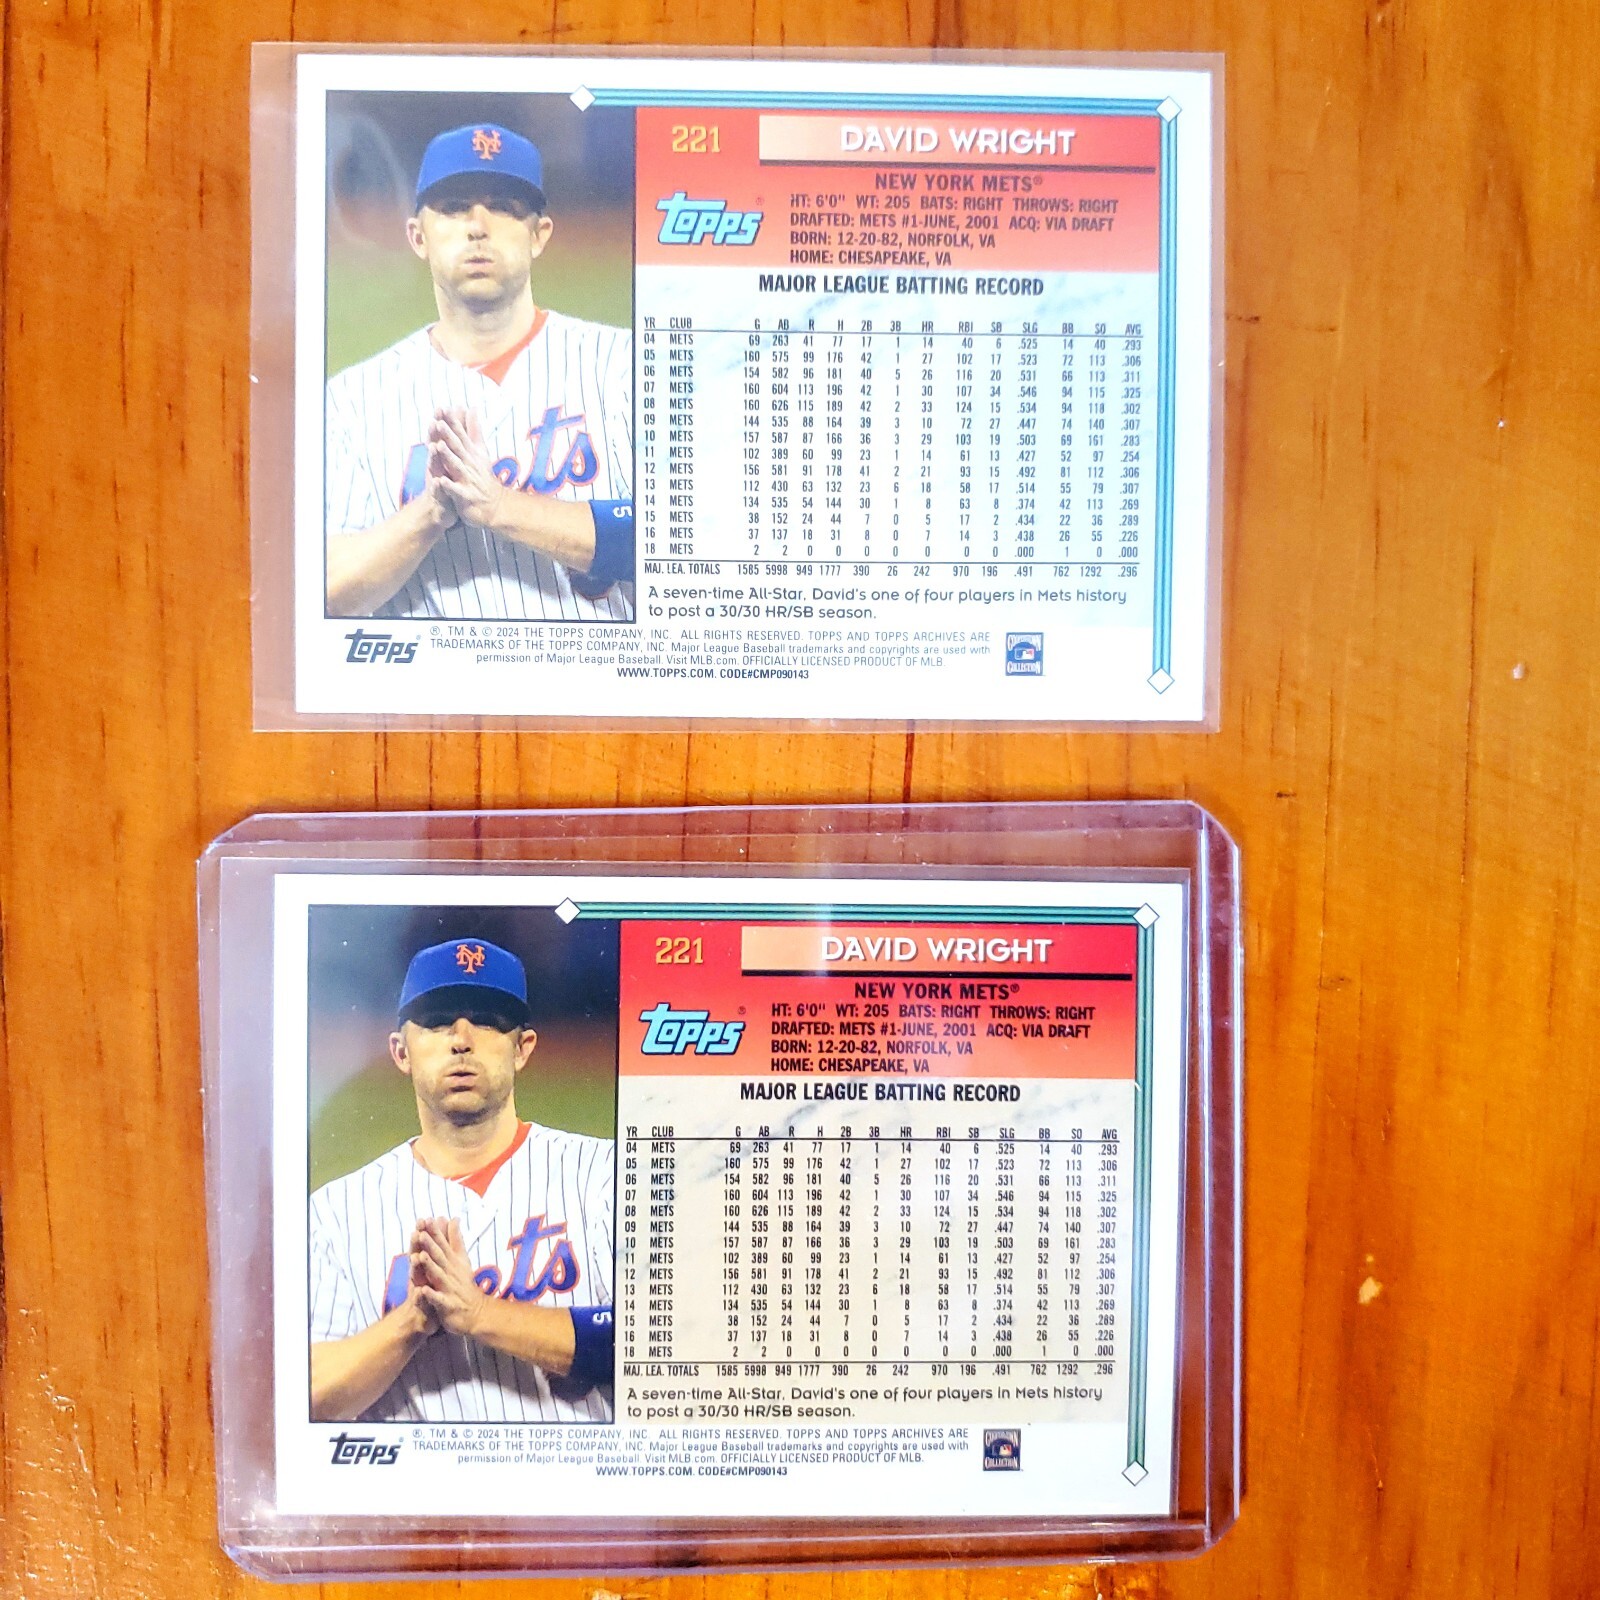 221 DAVID WRIGHT
NEW YORK METS®
Topps®
HT: 6'0" WT: 205 BATS: RIGHT THROWS: RIGHT
DRAFTED: METS #1-JUNE, 2001 ACQ: VIA DRAFT
BORN: 12-20-82, NORFOLK, VA
HOME: CHESAPEAKE, VA
MAJOR LEAGUE BATTING RECORD
YR CLUB G AB R H 2B 3B HR RBI SB SLG BB SO AVG
04 METS 69 263 41 77 17 1 14 40 6 .525 14 40 .293
05 METS 160 575 99 176 42 1 27 102 17 .523 72 113 .306
06 METS 154 582 96 181 40 5 26 116 20 .531 66 113 .311
07 METS 160 604 113 196 42 1 30 107 34 .546 94 115 .325
08 METS 160 626 115 189 42 2 33 124 15 .534 94 118 .302
09 METS 144 535 88 164 39 3 10 72 27 .447 74 140 .307
10 METS 157 587 87 166 36 3 29 103 19 .503 69 161 .283
11 METS 102 389 60 99 23 1 14 61 13 .427 52 97 .254
12 METS 156 581 91 178 41 2 21 93 15 .492 81 112 .306
13 METS 112 430 63 132 23 6 18 58 17 .514 55 79 .307
14 METS 134 535 54 144 30 1 8 63 8 .374 42 113 .269
15 METS 38 152 24 44 7 0 5 17 2 .434 22 36 .289
16 METS 37 137 18 31 8 0 7 14 3 .438 26 55 .226
18 METS 2 2 0 0 0 0 0 0 0 .000 1 0 .000
MAJ. LEA. TOTALS 1585 5998 949 1777 390 26 242 970 196 .491 762 1292 .296
A seven-time All-Star, David's one of four players in Mets history
to post a 30/30 HR/SB season.
Mets
5
Topps®
®, TM & © 2024 THE TOPPS COMPANY, INC. ALL RIGHTS RESERVED. TOPPS AND TOPPS ARCHIVES ARE
TRADEMARKS OF THE TOPPS COMPANY, INC. Major League Baseball trademarks and copyrights are used with
permission of Major League Baseball. Visit MLB.com. OFFICIALLY LICENSED PRODUCT OF MLB.
WWW.TOPPS.COM. CODE#CMP090143
COOPERSTOWN
COLLECTION
221 DAVID WRIGHT
NEW YORK METS®
Topps®
HT: 6'0" WT: 205 BATS: RIGHT THROWS: RIGHT
DRAFTED: METS #1-JUNE, 2001 ACQ: VIA DRAFT
BORN: 12-20-82, NORFOLK, VA
HOME: CHESAPEAKE, VA
MAJOR LEAGUE BATTING RECORD
YR CLUB G AB R H 2B 3B HR RBI SB SLG BB SO AVG
04 METS 69 263 41 77 17 1 14 40 6 .525 14 40 .293
05 METS 160 575 99 176 42 1 27 102 17 .523 72 113 .306
06 METS 154 582 96 181 40 5 26 116 20 .531 66 113 .311
07 METS 160 604 113 196 42 1 30 107 34 .546 94 115 .325
08 METS 160 626 115 189 42 2 33 124 15 .534 94 118 .302
09 METS 144 535 88 164 39 3 10 72 27 .447 74 140 .307
10 METS 157 587 87 166 36 3 29 103 19 .503 69 161 .283
11 METS 102 389 60 99 23 1 14 61 13 .427 52 97 .254
12 METS 156 581 91 178 41 2 21 93 15 .492 81 112 .306
13 METS 112 430 63 132 23 6 18 58 17 .514 55 79 .307
14 METS 134 535 54 144 30 1 8 63 8 .374 42 113 .269
15 METS 38 152 24 44 7 0 5 17 2 .434 22 36 .289
16 METS 37 137 18 31 8 0 7 14 3 .438 26 55 .226
18 METS 2 2 0 0 0 0 0 0 0 .000 1 0 .000
MAJ. LEA. TOTALS 1585 5998 949 1777 390 26 242 970 196 .491 762 1292 .296
A seven-time All-Star, David's one of four players in Mets history
to post a 30/30 HR/SB season.
Mets
5
Topps®
®, TM & © 2024 THE TOPPS COMPANY, INC. ALL RIGHTS RESERVED. TOPPS AND TOPPS ARCHIVES ARE
TRADEMARKS OF THE TOPPS COMPANY, INC. Major League Baseball trademarks and copyrights are used with
permission of Major League Baseball. Visit MLB.com. OFFICIALLY LICENSED PRODUCT OF MLB.
WWW.TOPPS.COM. CODE#CMP090143
COOPERSTOWN
COLLECTION